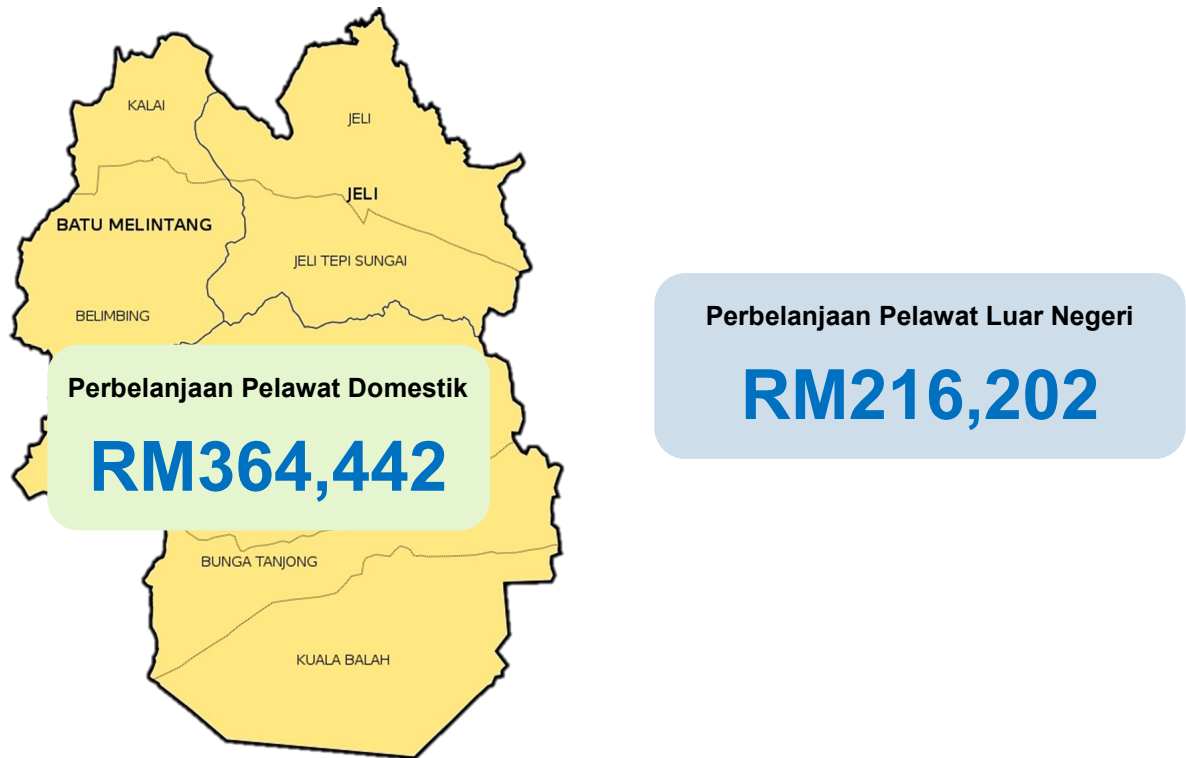 KALAI
JELI
JELI
BATU MELINTANG
JELI TEPI SUNGAI
BELIMBING
Perbelanjaan Pelawat Domestik
RM364,442
BUNGA TANJONG
KUALA BALAH
Perbelanjaan Pelawat Luar Negeri
RM216,202